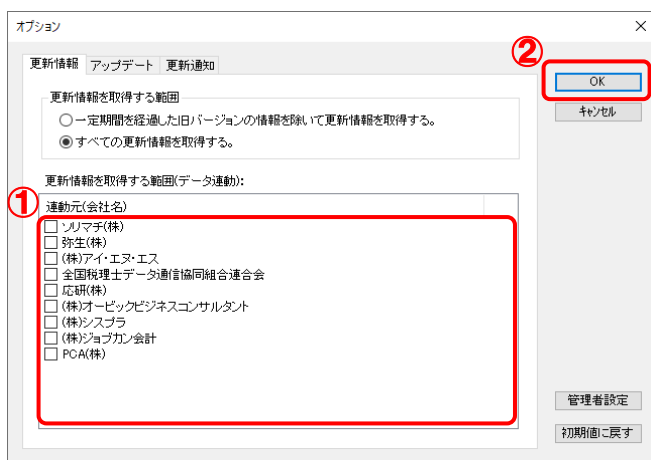 オプション
②
更新情報 アップデート 更新通知
OK
キャンセル
更新情報を取得する範囲
一定期間を経過した旧バージョンの情報を除いて更新情報を取得する。
すべての更新情報を取得する。
更新情報を取得する範囲(データ連動):
①
連動元(会社名)
ソリマチ(株)
弥生(株)
(株)アイ・エヌ・エス
全国税理士データ通信協同組合連合会
応研(株)
(株)オービックビジネスコンサルタント
(株)シスプラ
(株)ジョブカン会計
PCA(株)
管理者設定
初期値に戻す